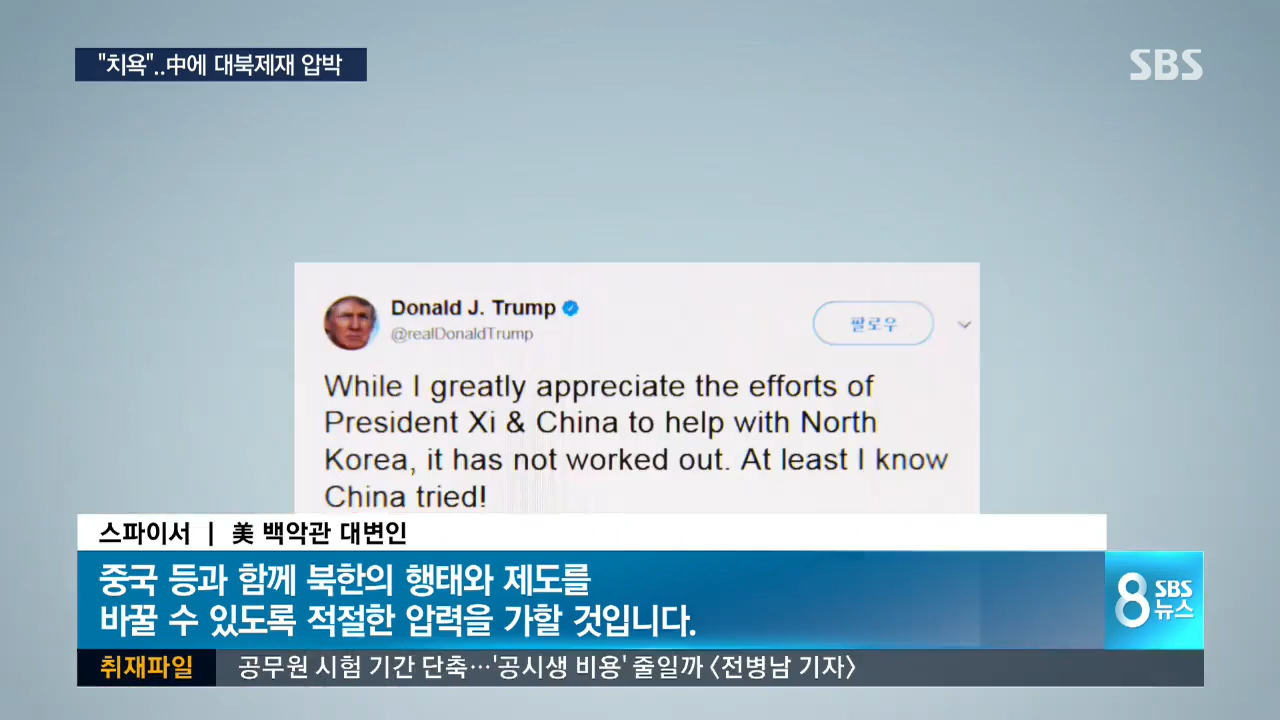 "치욕"..中에 대북제재 압박
SBS
Donald J. Trump
@realDonaldTrump
팔로우
While I greatly appreciate the efforts of
President Xi & China to help with North
Korea, it has not worked out. At least I know
China tried!
스파이서 | 美 백악관 대변인
중국 등과 함께 북한의 행태와 제도를
바꿀 수 있도록 적절한 압력을 가할 것입니다.
8 SBS
뉴스
취재파일 공무원 시험 기간 단축…'공시생 비용' 줄일까 〈전병남 기자〉